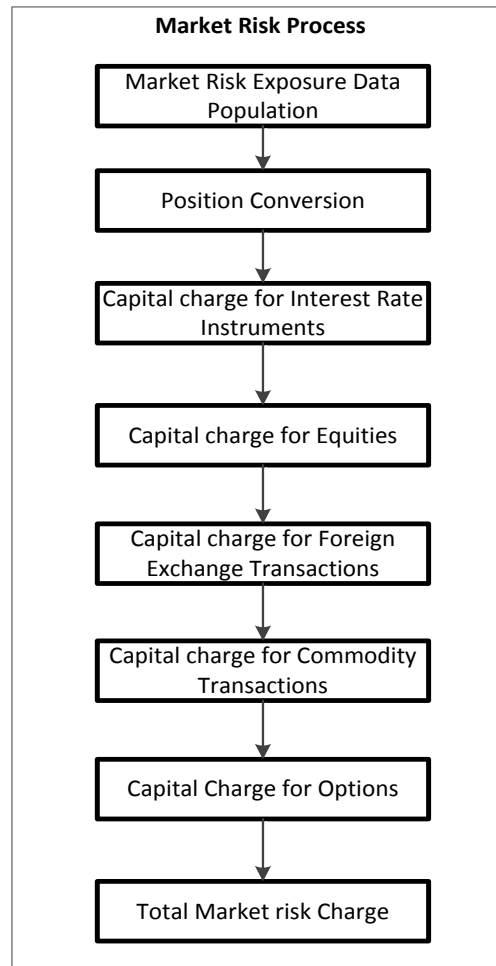 Market Risk Process
Market Risk Exposure Data
Population
Position Conversion
Capital charge for Interest Rate
Instruments
Capital charge for Equities
Capital charge for Foreign
Exchange Transactions
Capital charge for Commodity
Transactions
Capital Charge for Options
Total Market risk Charge